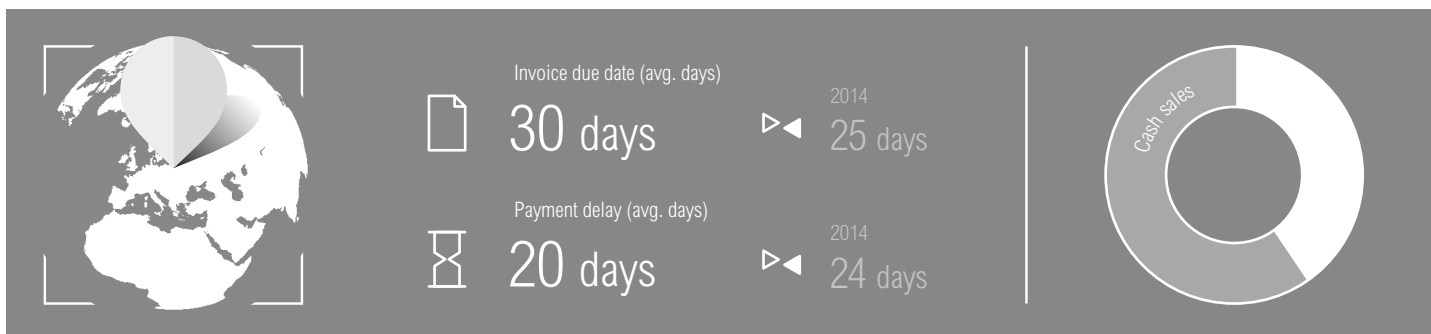 Invoice due date (avg. days)
30 days
2014
25 days
Payment delay (avg. days)
20 days
2014
24 days
Cash sales